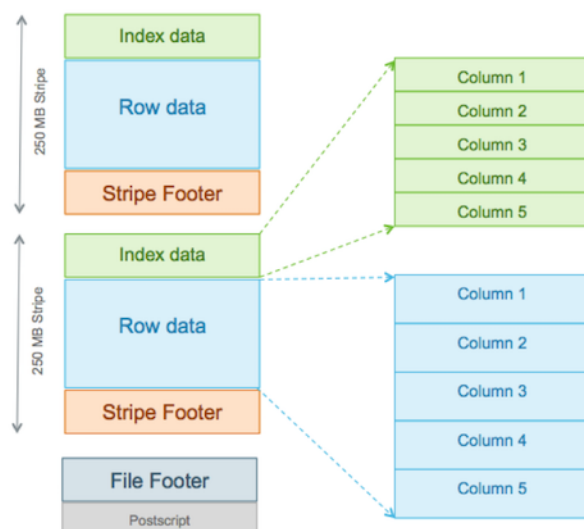 250 MB Stripe
Index data
Row data
Stripe Footer
250 MB Stripe
Index data
Row data
Stripe Footer
File Footer
Postscript
Column 1
Column 2
Column 3
Column 4
Column 5
Column 1
Column 2
Column 3
Column 4
Column 5